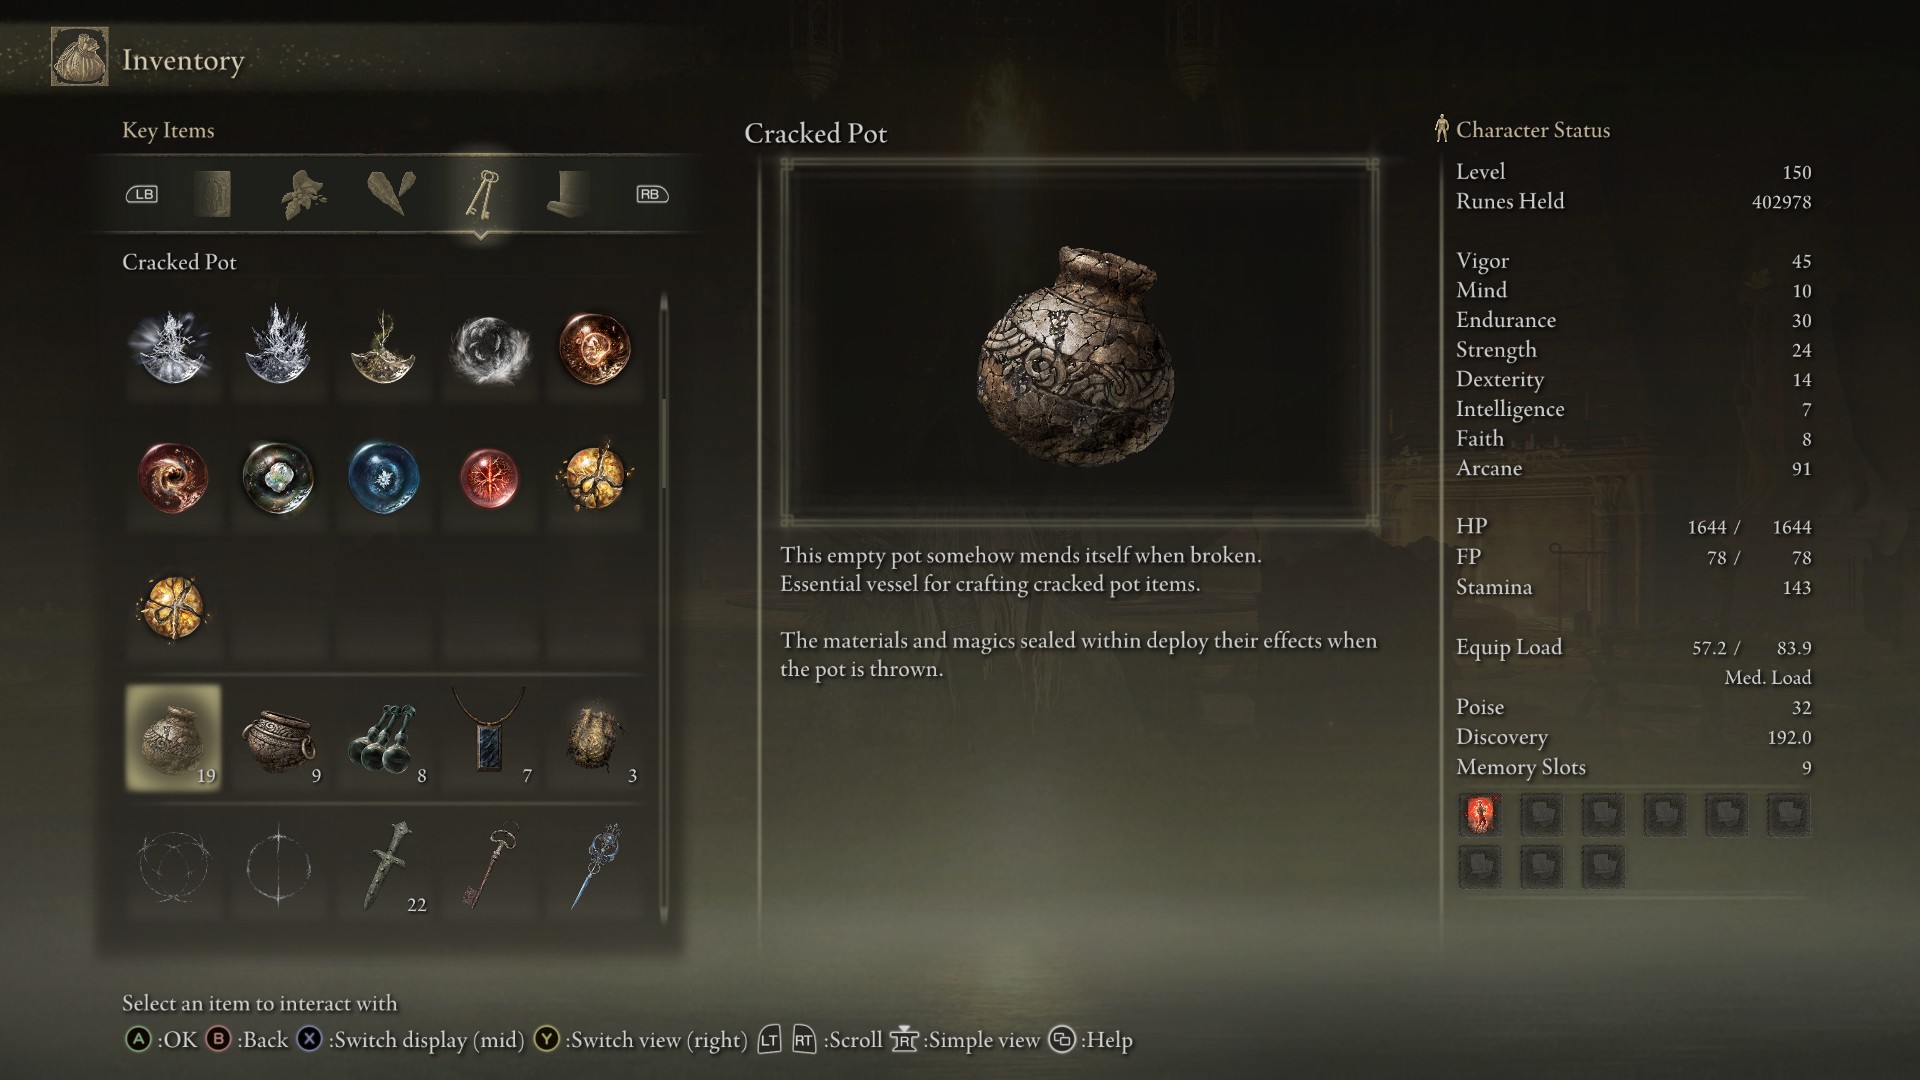 Inventory
Key Items
LB
RB
Cracked Pot
19
9
8
7
3
22
Cracked Pot
This empty pot somehow mends itself when broken.
Essential vessel for crafting cracked pot items.
The materials and magics sealed within deploy their effects when
the pot is thrown.
Character Status
Level 150
Runes Held 402978
Vigor 45
Mind 10
Endurance 30
Strength 24
Dexterity 14
Intelligence 7
Faith 8
Arcane 91
HP 1644 / 1644
FP 78 / 78
Stamina 143
Equip Load 57.2 / 83.9
Med. Load
Poise 32
Discovery 192.0
Memory Slots 9
Select an item to interact with
A :OK B :Back X :Switch display (mid) Y :Switch view (right) LT RT :Scroll R :Simple view :Help